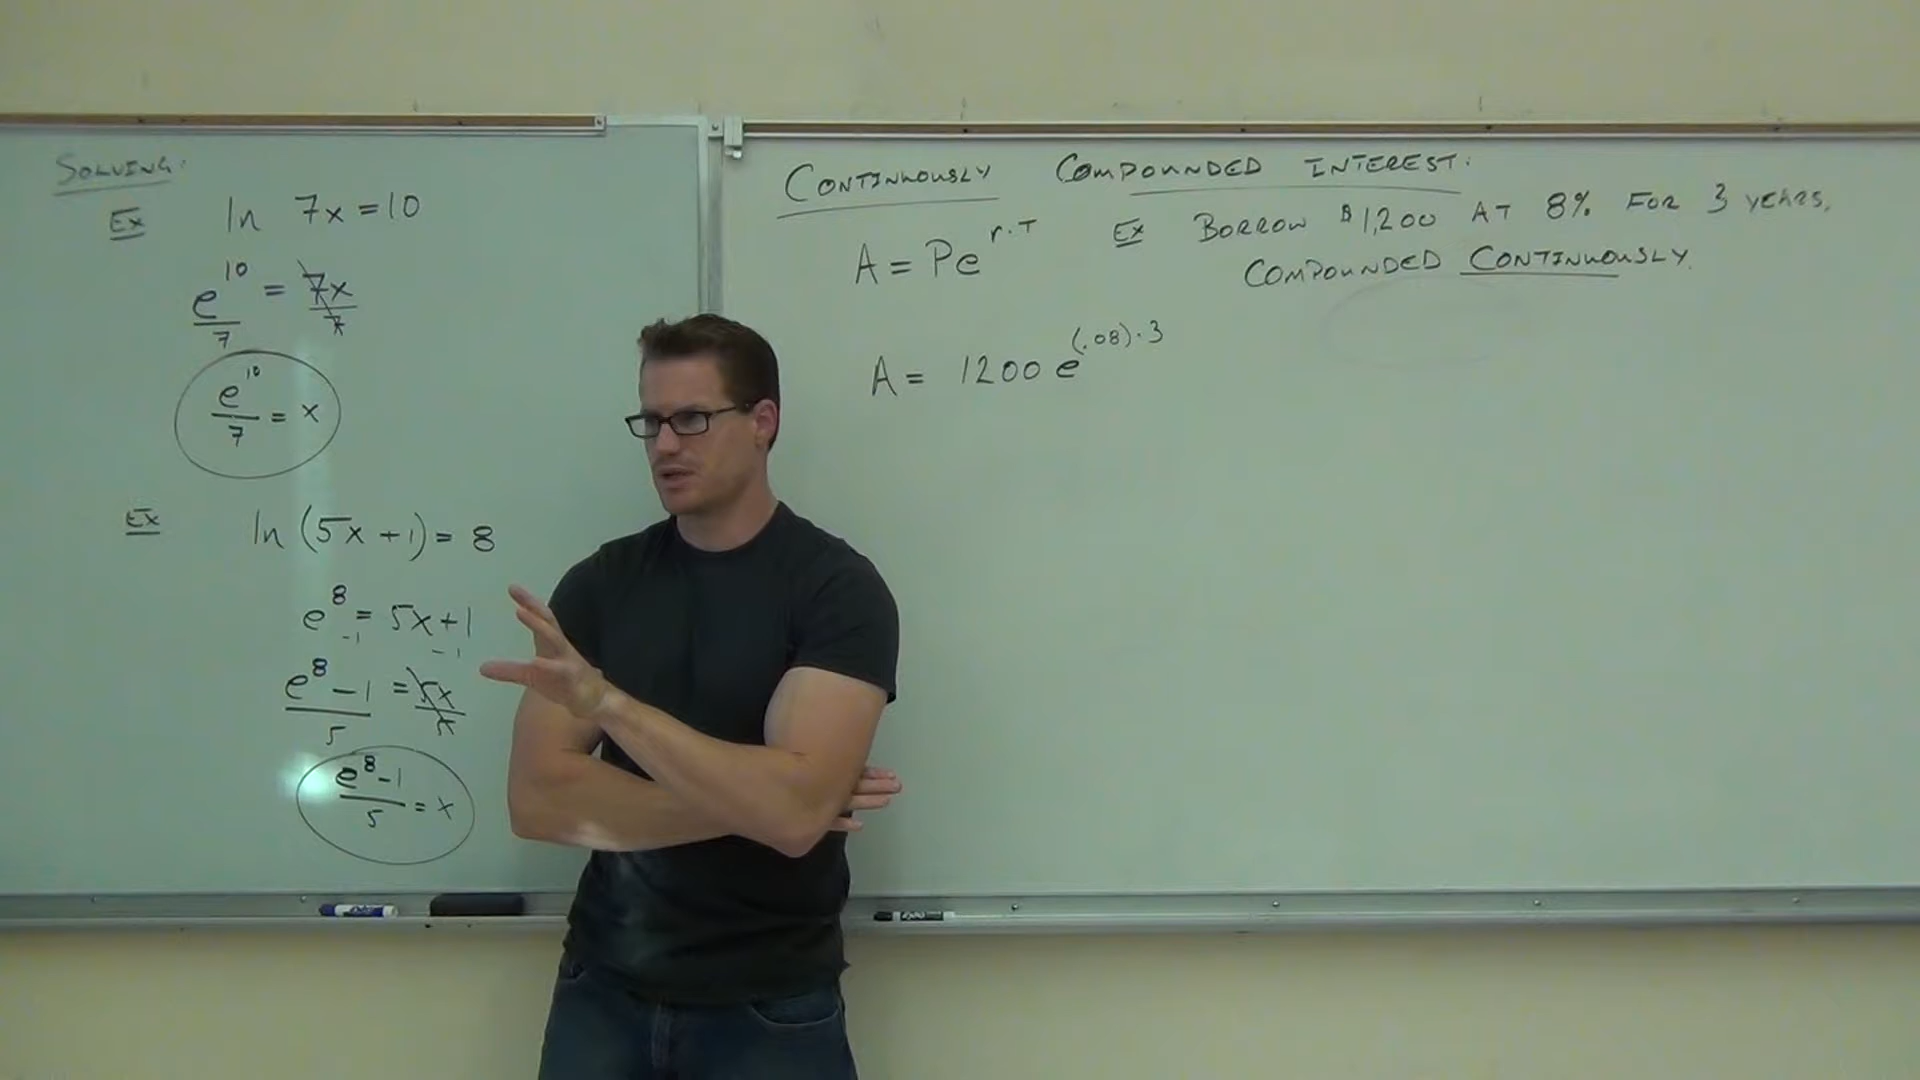 SOLVING:
Ex ln 7x = 10
e^10/7 = 7x/7
e^10/7 = x
Ex ln (5x + 1) = 8
e^8 = 5x + 1
-1 -1
(e^8 - 1)/5 = 5x/5
(e^8 - 1)/5 = x
CONTINUOUSLY COMPOUNDED INTEREST:
A = Pe^(r·T)
Ex BORROW $1,200 AT 8% FOR 3 YEARS,
COMPOUNDED CONTINUOUSLY.
A = 1200 e^((.08)·3)